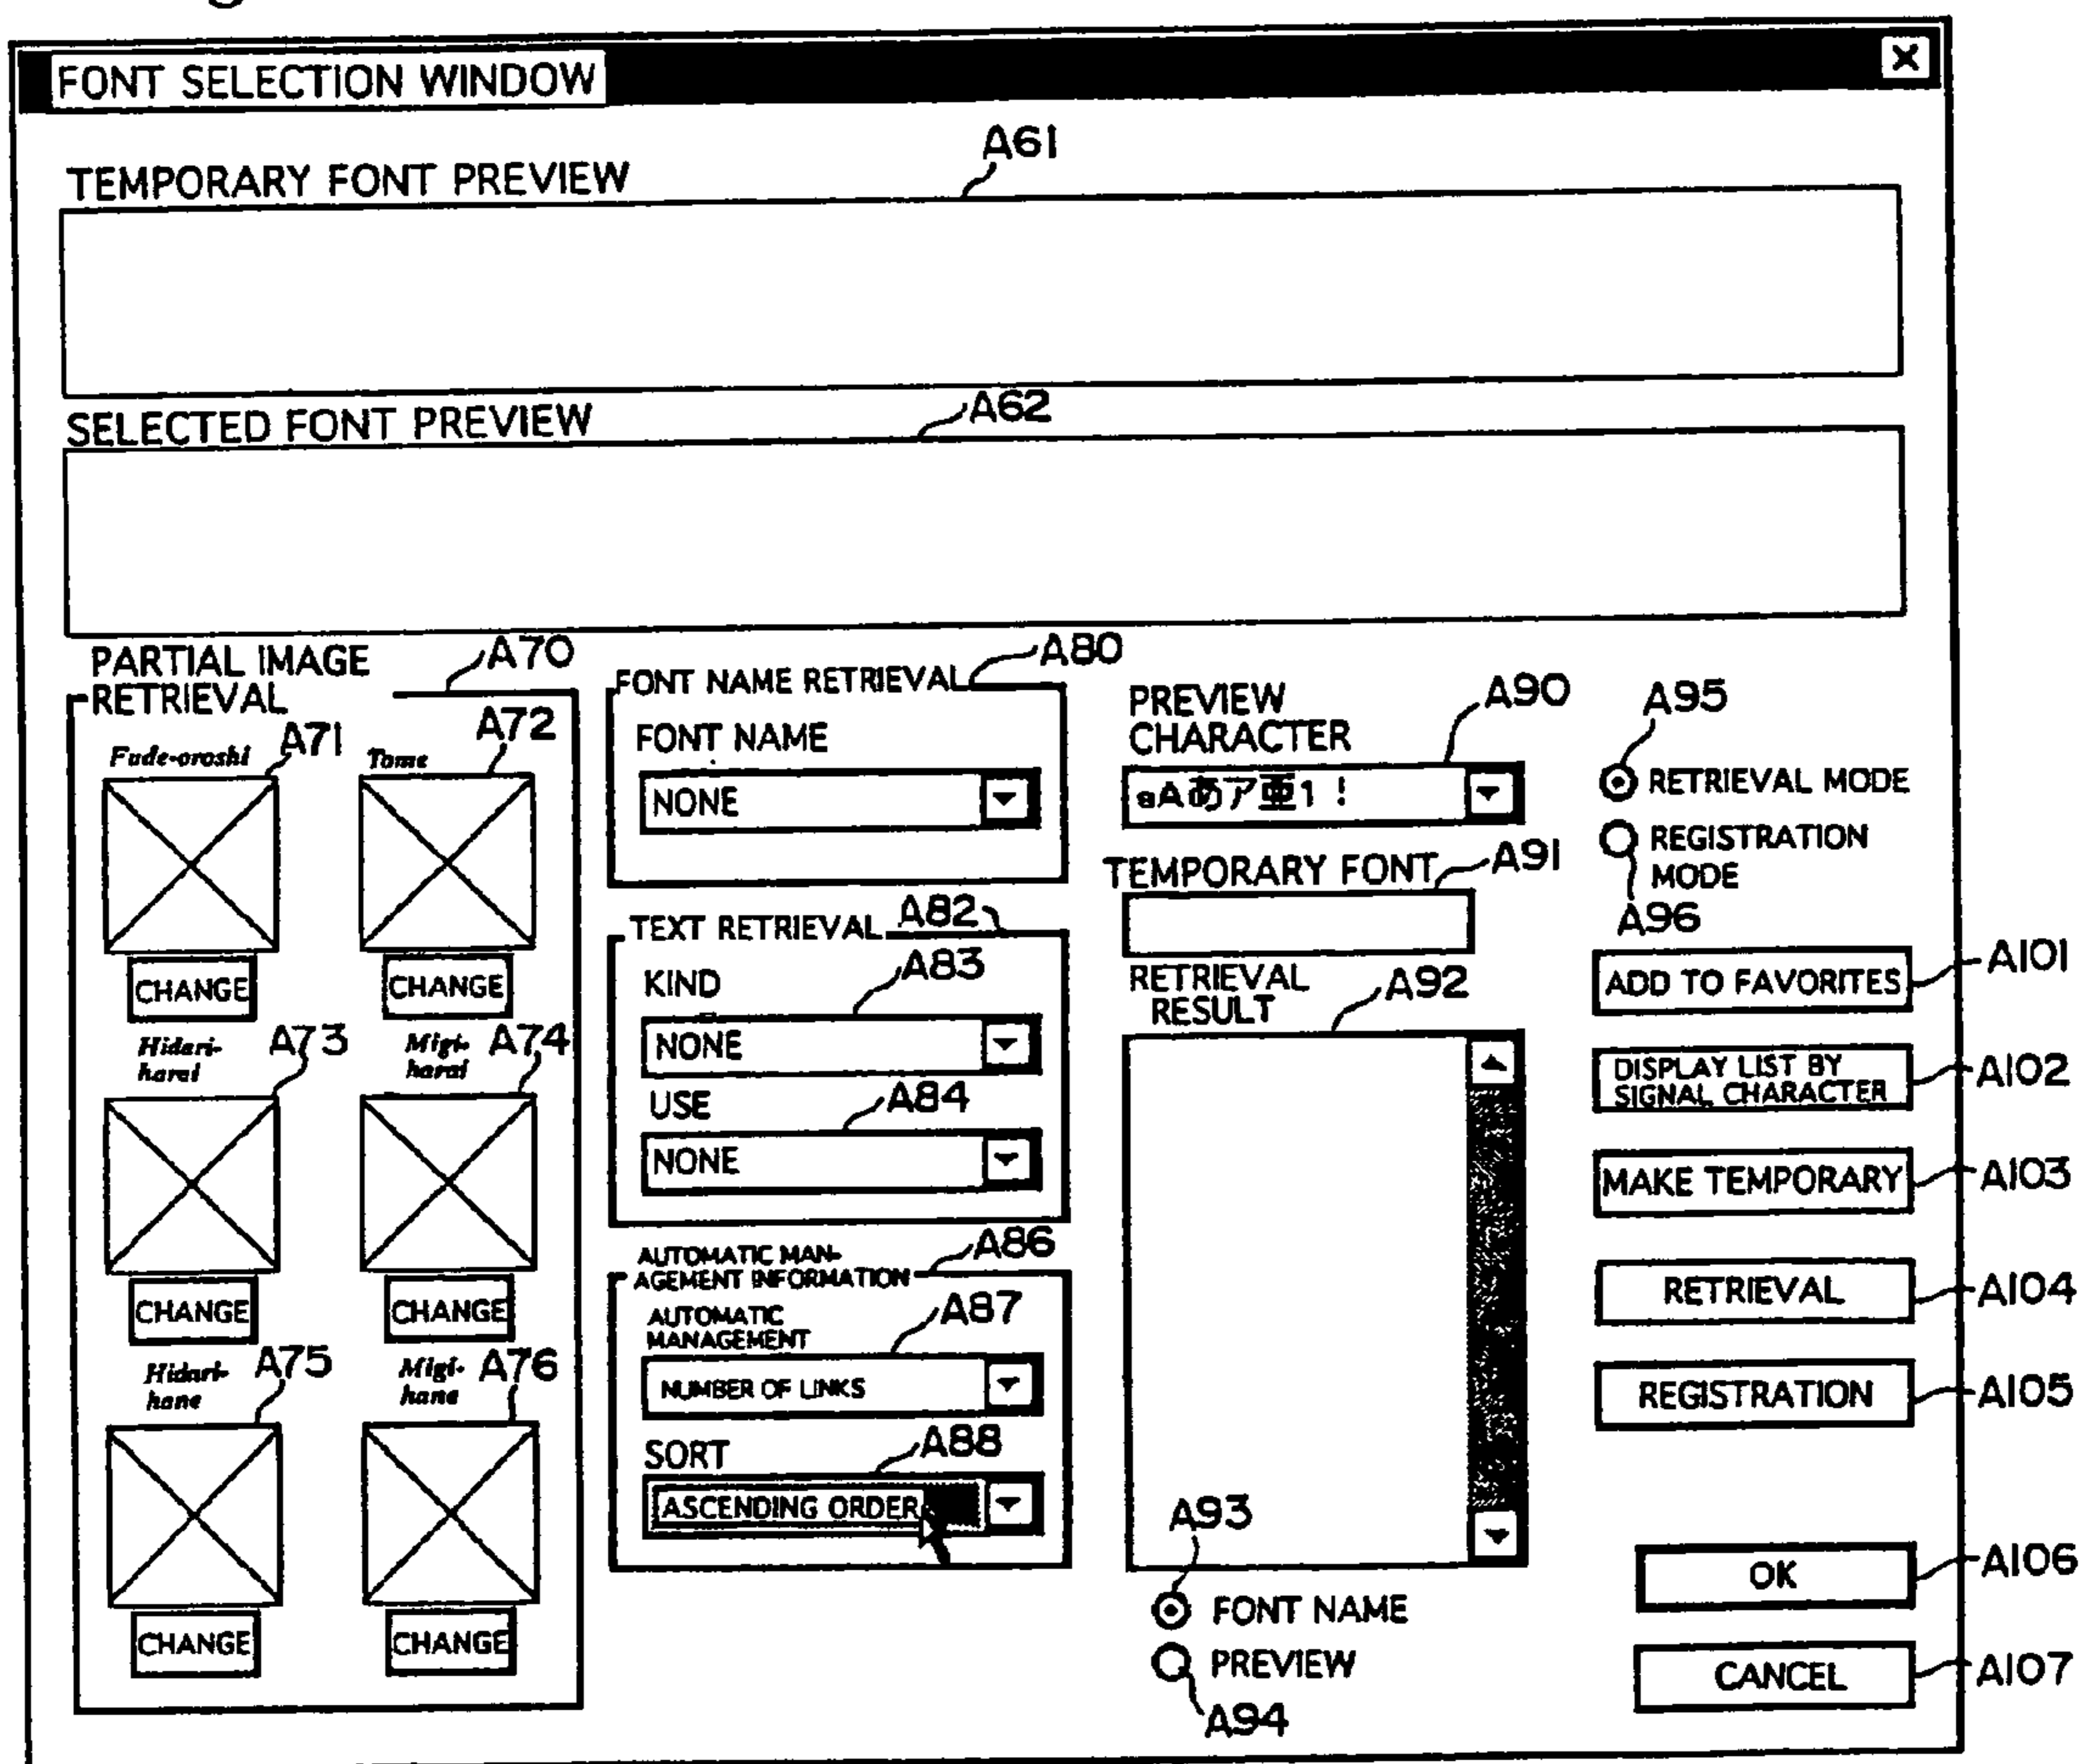 FONT SELECTION WINDOW
X
A61
TEMPORARY FONT PREVIEW
A62
SELECTED FONT PREVIEW
PARTIAL IMAGE
RETRIEVAL
A70
Fude-oroshi
A71
Tome
A72
CHANGE
CHANGE
Hidari-
harai
A73
Migi-
harai
A74
CHANGE
CHANGE
Hidari-
hane
A75
Migi-
hane
A76
CHANGE
CHANGE
A80
FONT NAME RETRIEVAL
FONT NAME
NONE
A82
TEXT RETRIEVAL
KIND
A83
NONE
USE
A84
NONE
AUTOMATIC MAN-
AGEMENT INFORMATION
A86
AUTOMATIC
MANAGEMENT
A87
NUMBER OF LINKS
SORT
A88
ASCENDING ORDER
PREVIEW
CHARACTER
A90
aAあア亜1!
TEMPORARY FONT
A91
RETRIEVAL
RESULT
A92
A93
FONT NAME
PREVIEW
A94
A95
RETRIEVAL MODE
REGISTRATION
MODE
A96
ADD TO FAVORITES
A101
DISPLAY LIST BY
SIGNAL CHARACTER
A102
MAKE TEMPORARY
A103
RETRIEVAL
A104
REGISTRATION
A105
OK
A106
CANCEL
A107